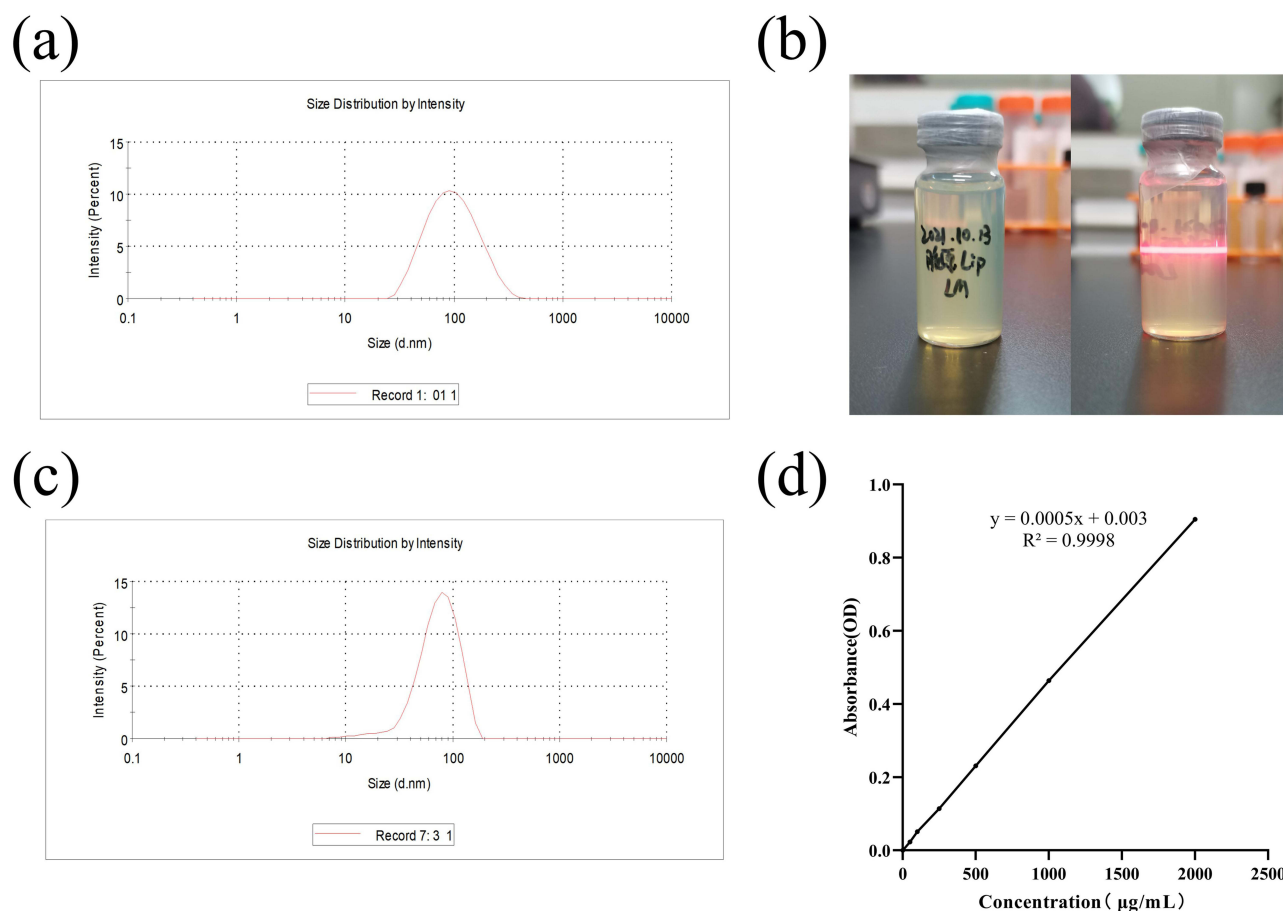 (a)
Size Distribution by Intensity
Intensity (Percent)
15
10
5
0
0.1 1 10 100 1000 10000
Size (d.nm)
Record 1: 01 1
(b)
2021.10.13
Lip
LM
(c)
Size Distribution by Intensity
Intensity (Percent)
15
10
5
0
0.1 1 10 100 1000 10000
Size (d.nm)
Record 7: 3 1
(d)
y = 0.0005x + 0.003
R² = 0.9998
Absorbance(OD)
1.0
0.8
0.6
0.4
0.2
0.0
0 500 1000 1500 2000 2500
Concentration( μg/mL)